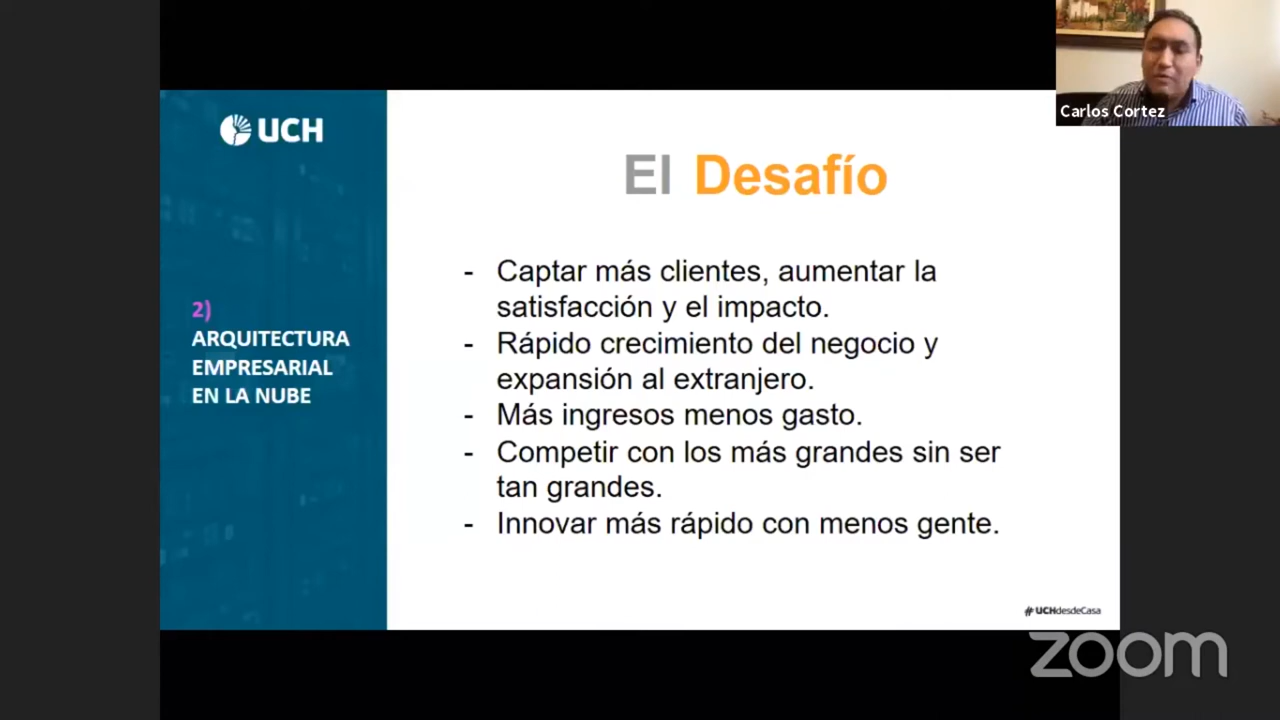 UCH
Carlos Cortez
El Desafío
2)
ARQUITECTURA
EMPRESARIAL
EN LA NUBE
- Captar más clientes, aumentar la
satisfacción y el impacto.
- Rápido crecimiento del negocio y
expansión al extranjero.
- Más ingresos menos gasto.
- Competir con los más grandes sin ser
tan grandes.
- Innovar más rápido con menos gente.
#UCHdesdeCasa
zoom